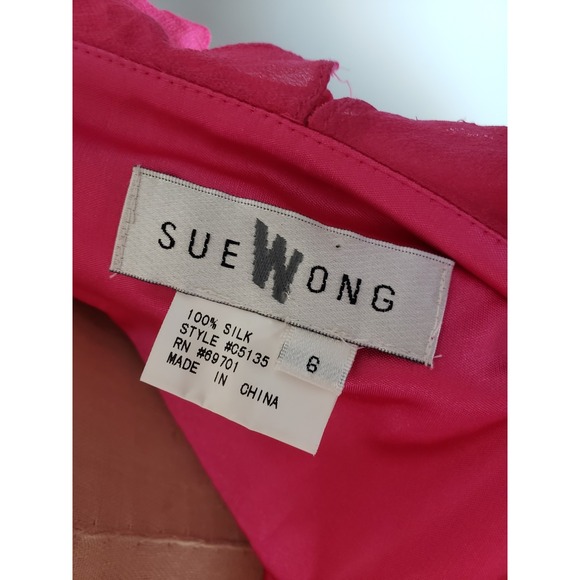 SUE WONG
100% SILK
STYLE #C5135
RN #69701
MADE IN CHINA
6